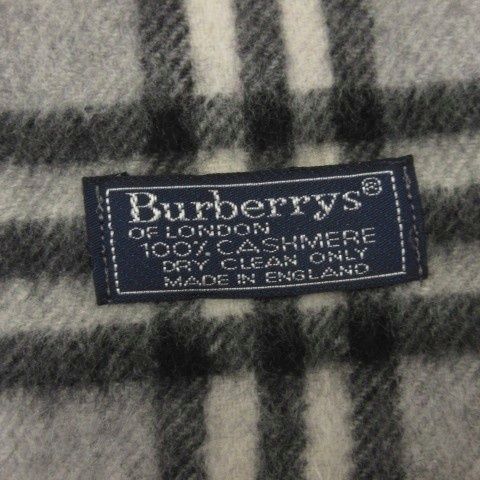 Burberrys®
OF LONDON
100% CASHMERE
DRY CLEAN ONLY
MADE IN ENGLAND